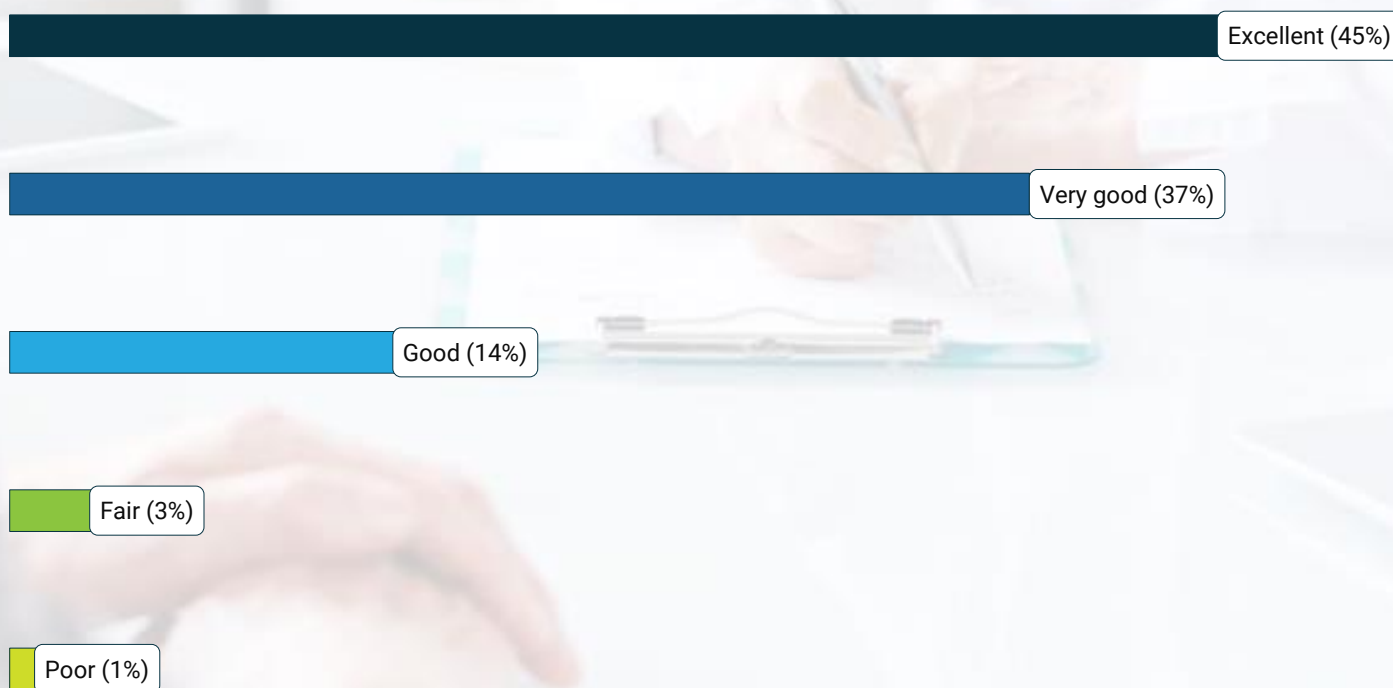 Excellent (45%)
Very good (37%)
Good (14%)
Fair (3%)
Poor (1%)